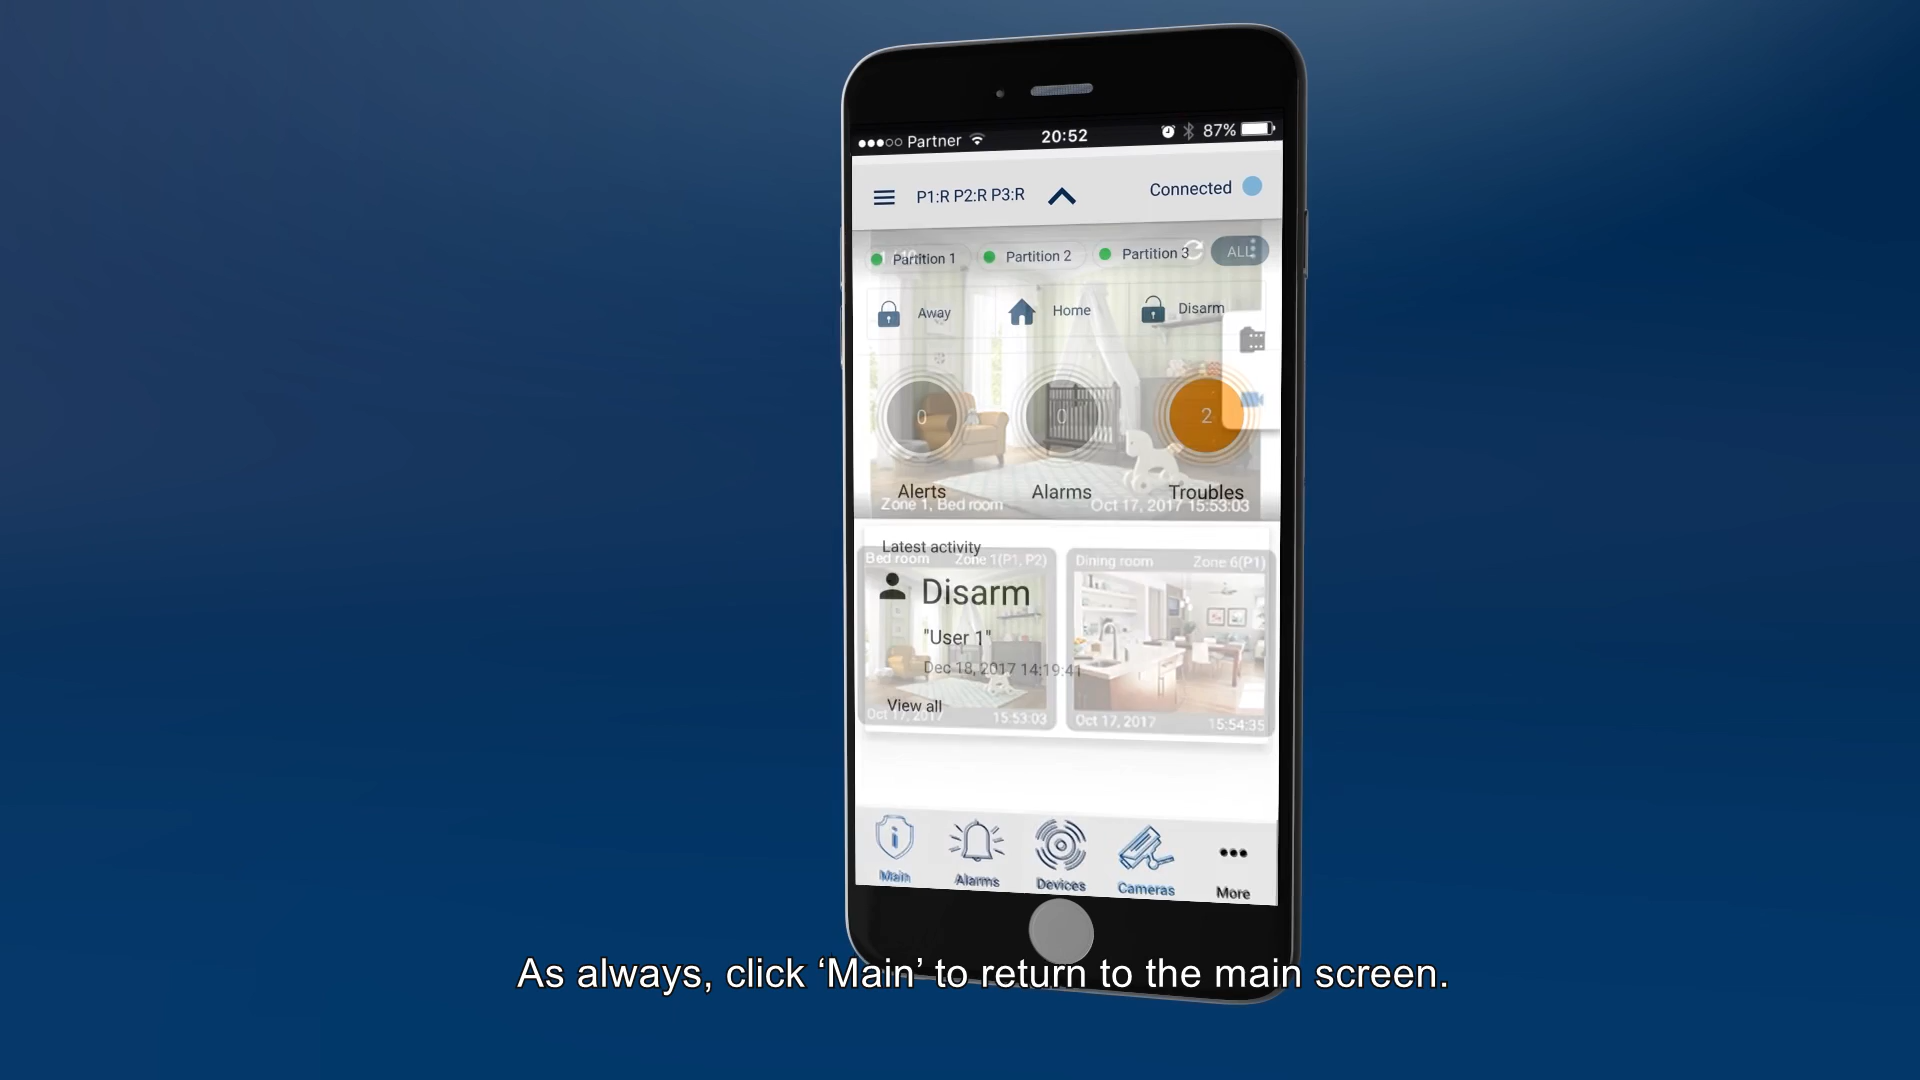 Partner 20:52 87%
P1:R P2:R P3:R Connected
Partition 1 Partition 2 Partition 3 ALL
Away Home Disarm
0 0 2
Alerts Alarms Troubles
Zone 1, Bed room Oct 17, 2017 15:53:03
Latest activity
Bed room Zone 1(P1, P2) Dining room Zone 6(P1)
Disarm
"User 1"
Dec 18, 2017 14:19:41
View all
Oct 17, 2017 15:53:03 Oct 17, 2017 15:54:35
Main Alarms Devices Cameras More
As always, click ‘Main’ to return to the main screen.